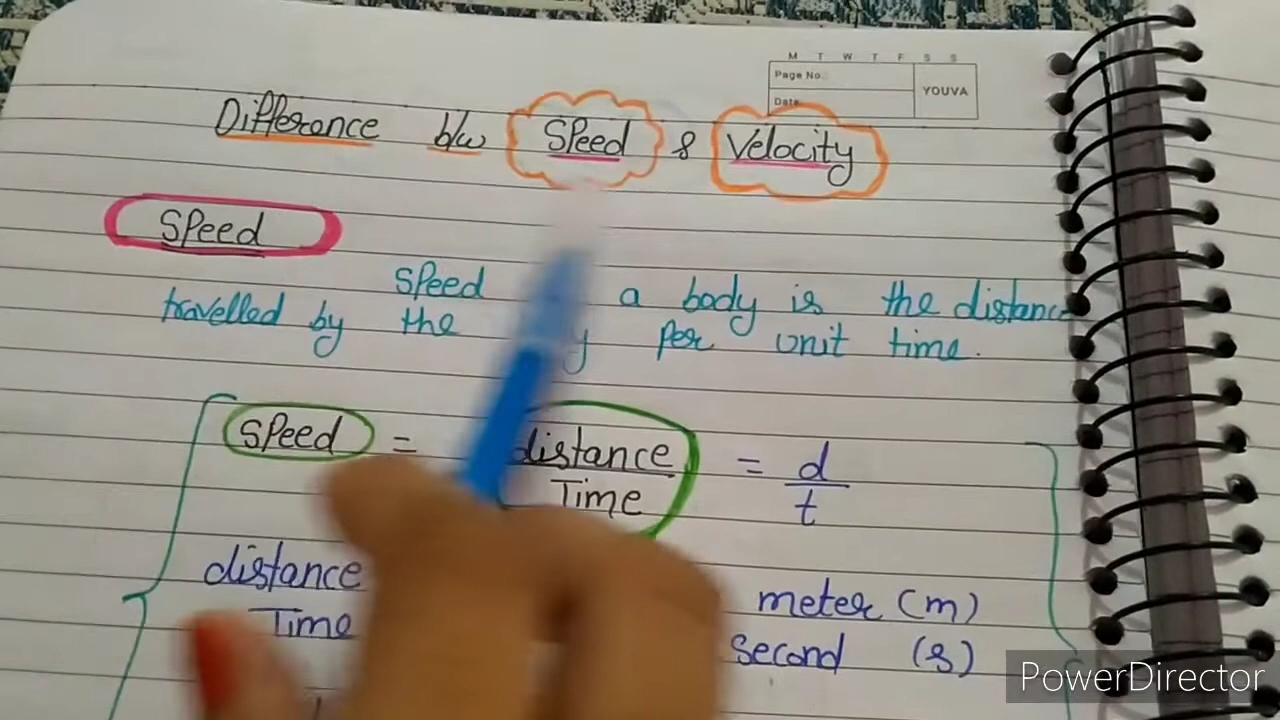 M T W T F S S
Page No.
YOUVA
Date
Difference b/w Speed & Velocity
Speed
Speed a body is the distance
travelled by the per unit time.
Speed = distance = d
Time t
distance meter (m)
Time second (s)
PowerDirector